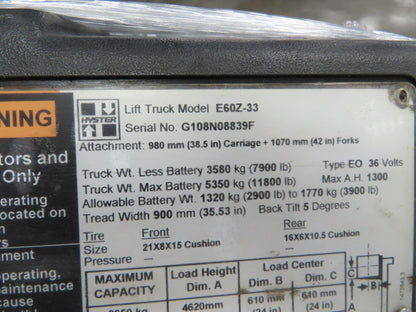 NING
HYSTER
Lift Truck Model E60Z-33
Serial No. G108N08839F
Attachment: 980 mm (38.5 in) Carriage + 1070 mm (42 in) Forks
Truck Wt. Less Battery 3580 kg (7900 lb) Type EO 36 Volts
Truck Wt. Max Battery 5350 kg (11800 lb) Max A.H. 1300
Allowable Battery Wt. 1320 kg (2900 lb) to 1770 kg (3900 lb)
Tread Width 900 mm (35.53 in) Back Tilt 5 Degrees
Tire Front Rear
Size 21X8X15 Cushion 16X6X10.5 Cushion
Pressure — —
tors and
Only
perating
ocated on
rs
ement
operating,
maintenance
cause
MAXIMUM
CAPACITY
Load Height
Dim. A
Load Center
Dim. B Dim. C
4620mm
610 mm
(24 in)
610 mm
(24 in)
C
B
A